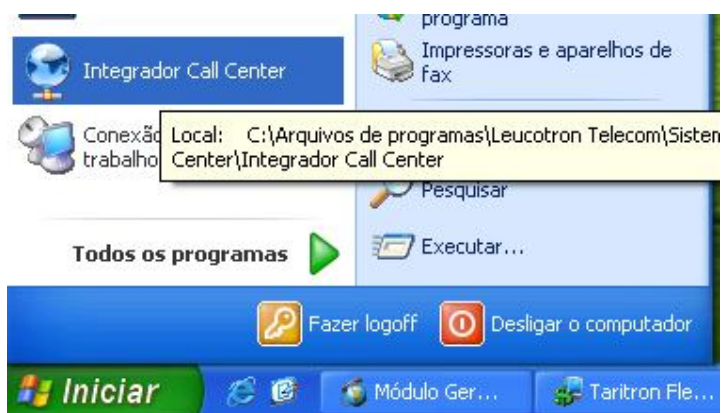 programa
Integrador Call Center
Impressoras e aparelhos de
fax
Conexão
trabalho
Local: C:\Arquivos de programas\Leucotron Telecom\Sistem
Center\Integrador Call Center
Pesquisar
Todos os programas
Executar...
Fazer logoff
Desligar o computador
Iniciar
Módulo Ger...
Taritron Fle...